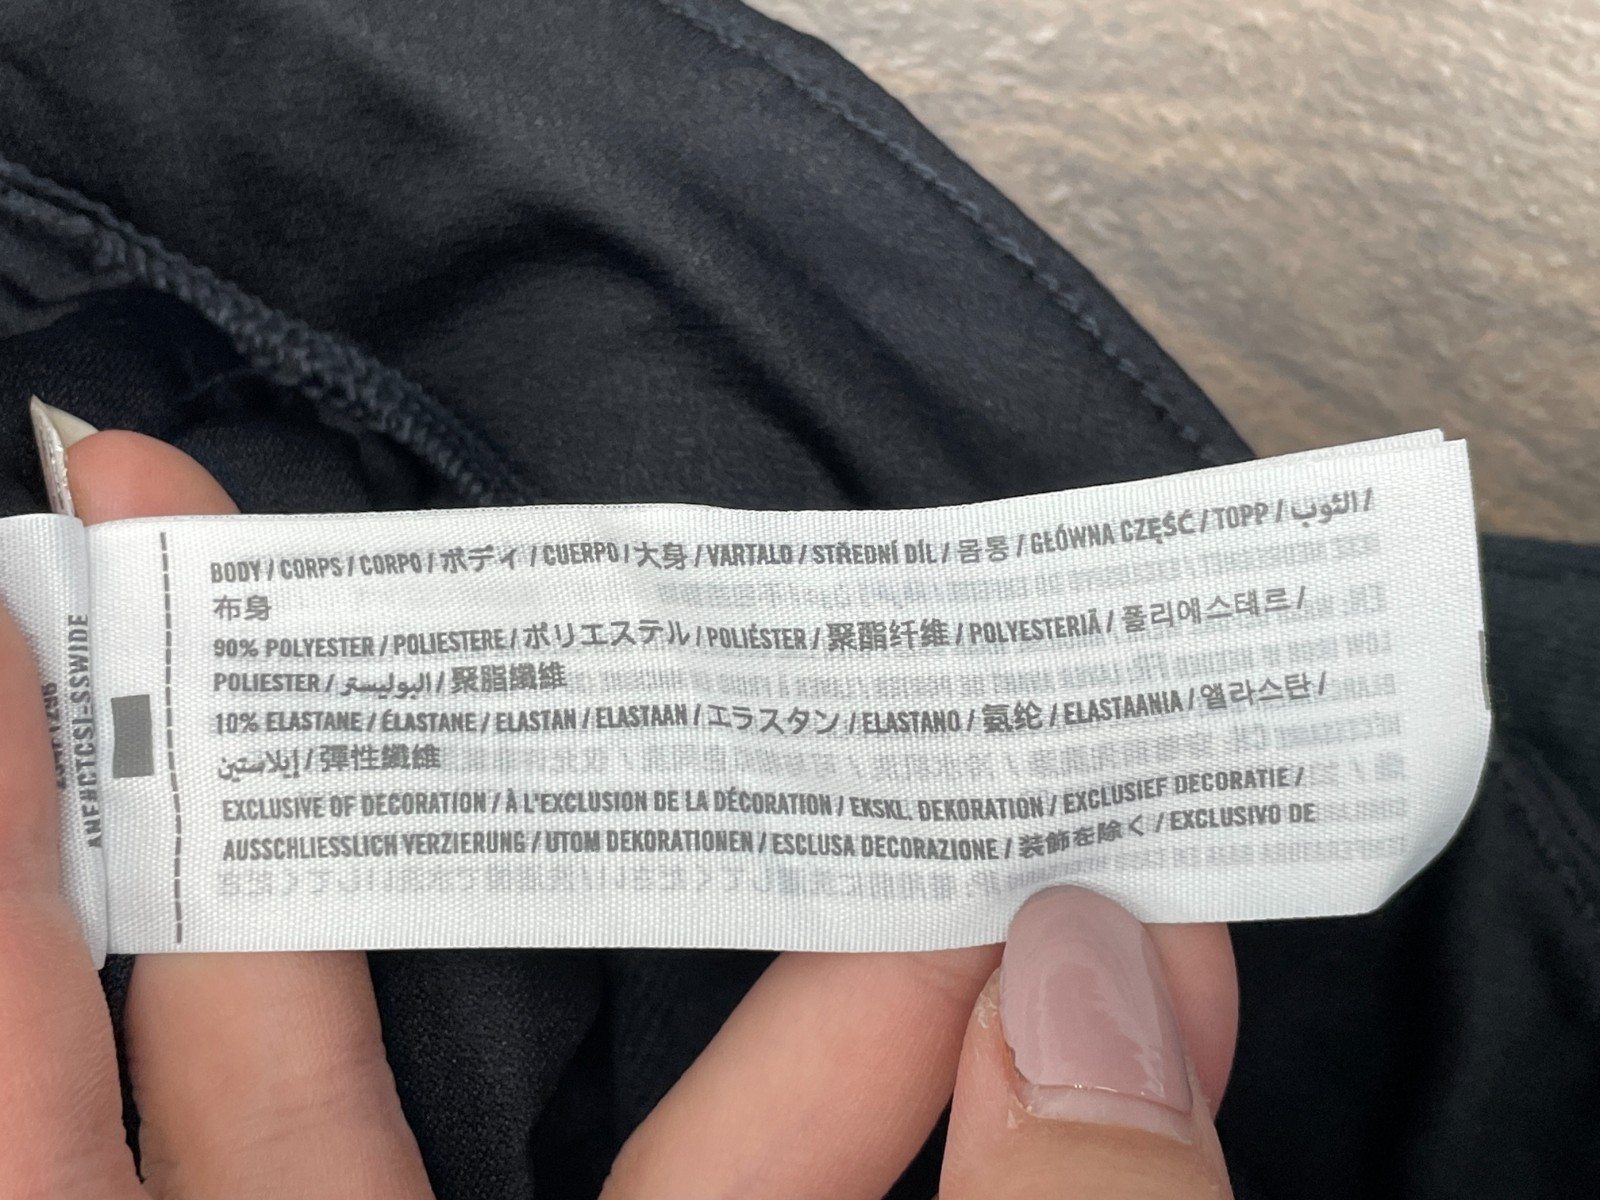 BODY / CORPS / CORPO / ボディ / CUERPO / 大身 / VARTALO / STŘEDNÍ DÍL / 몸통 / GŁÓWNA CZĘŚĆ / TOPP / الثوب /
布身
90% POLYESTER / POLIESTERE / ポリエステル / POLIÉSTER / 聚酯纤维 / POLYESTERIÄ / 폴리에스테르 /
POLIESTER / البوليستر / 聚脂纖維
10% ELASTANE / ÉLASTANE / ELASTAN / ELASTAAN / エラスタン / ELASTANO / 氨纶 / ELASTAANIA / 엘라스탄 /
إيلاستين / 彈性纖維
EXCLUSIVE OF DECORATION / À L'EXCLUSION DE LA DÉCORATION / EKSKL. DEKORATION / EXCLUSIEF DECORATIE /
AUSSCHLIESSLICH VERZIERUNG / UTOM DEKORATIONEN / ESCLUSA DECORAZIONE / 装飾を除く / EXCLUSIVO DE
ANF#CTCSI-SSWIDE